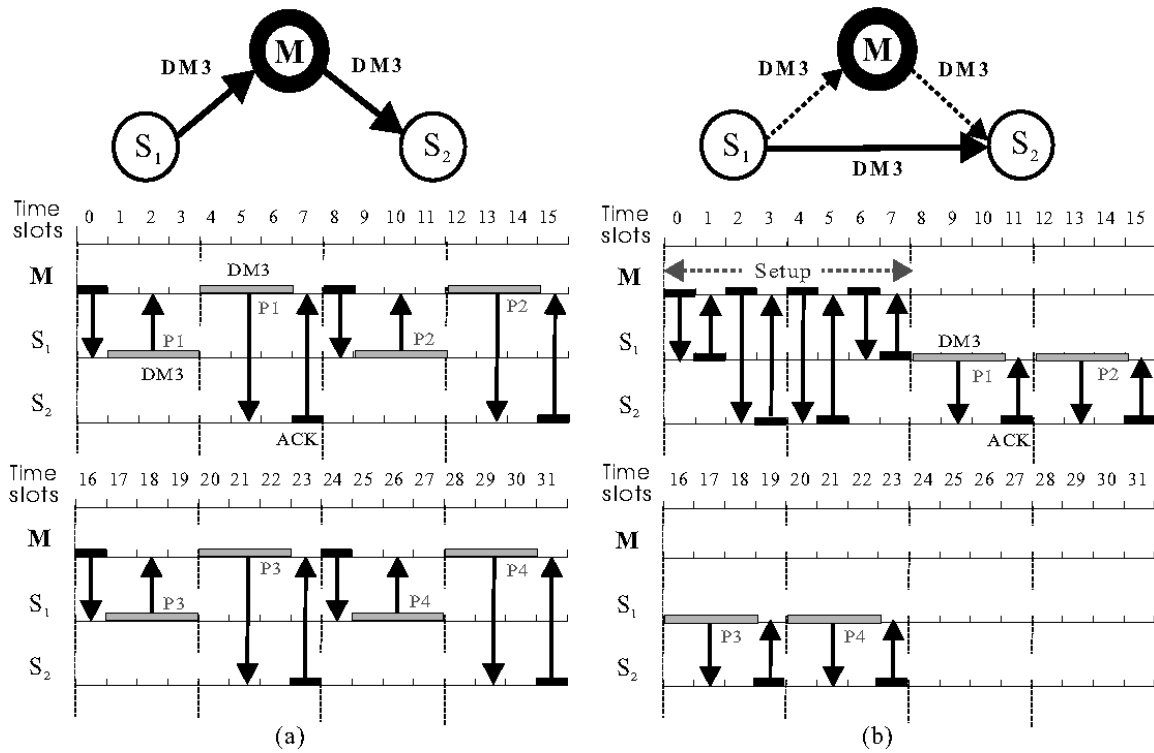 M
DM3 DM3
S1 S2
Time slots 0 1 2 3 4 5 6 7 8 9 10 11 12 13 14 15
M DM3
P1 P2
S1 P1 P2
DM3
S2
ACK
Time slots 16 17 18 19 20 21 22 23 24 25 26 27 28 29 30 31
M
P3 P4
S1 P3 P4
S2
(a)
M
DM3 DM3
S1 S2
DM3
Time slots 0 1 2 3 4 5 6 7 8 9 10 11 12 13 14 15
M Setup
S1 DM3
P1 P2
S2
ACK
Time slots 16 17 18 19 20 21 22 23 24 25 26 27 28 29 30 31
M
S1
P3 P4
S2
(b)